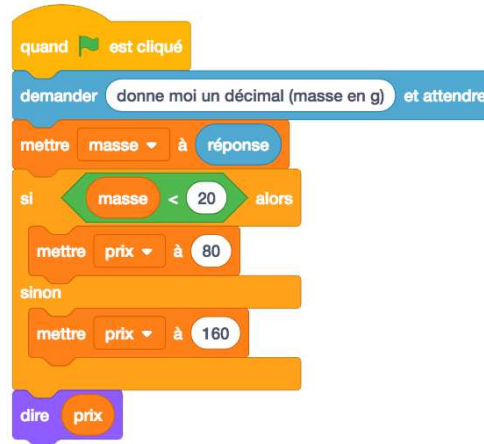 quand est cliqué
demander donne moi un décimal (masse en g) et attendre
mettre masse à réponse
si masse < 20 alors
mettre prix à 80
sinon
mettre prix à 160
dire prix